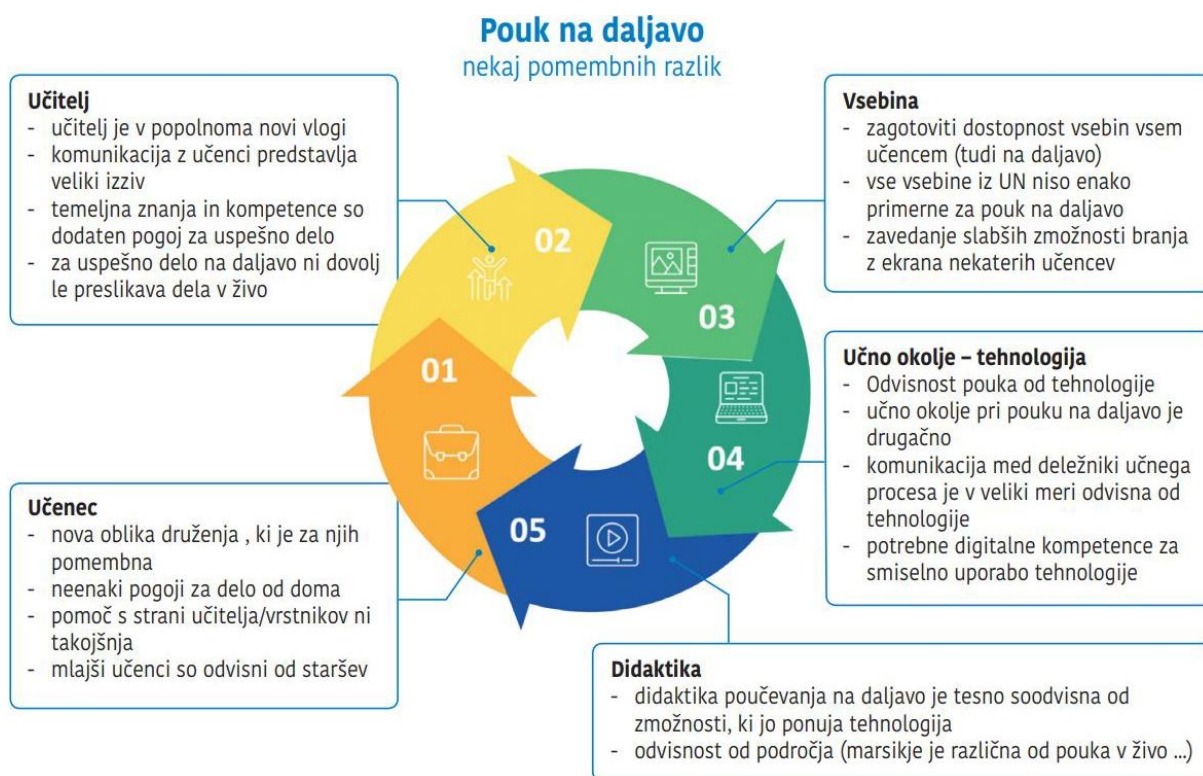 Pouk na daljavo
nekaj pomembnih razlik
Učitelj
- učitelj je v popolnoma novi vlogi
- komunikacija z učenci predstavlja
veliki izziv
- temeljna znanja in kompetence so
dodaten pogoj za uspešno delo
- za uspešno delo na daljavo ni dovolj
le preslikava dela v živo
Vsebina
- zagotoviti dostopnost vsebin vsem
učencem (tudi na daljavo)
- vse vsebine iz UN niso enako
primerne za pouk na daljavo
- zavedanje slabših zmožnosti branja
z ekrana nekaterih učencev
02
03
01
04
05
Učno okolje – tehnologija
- Odvisnost pouka od tehnologije
- učno okolje pri pouku na daljavo je
drugačno
- komunikacija med deležniki učnega
procesa je v veliki meri odvisna od
tehnologije
- potrebne digitalne kompetence za
smiselno uporabo tehnologije
Učenec
- nova oblika druženja , ki je za njih
pomembna
- neenaki pogoji za delo od doma
- pomoč s strani učitelja/vrstnikov ni
takojšnja
- mlajši učenci so odvisni od staršev
Didaktika
- didaktika poučevanja na daljavo je tesno soodvisna od
zmožnosti, ki jo ponuja tehnologija
- odvisnost od področja (marsikje je različna od pouka v živo ...)